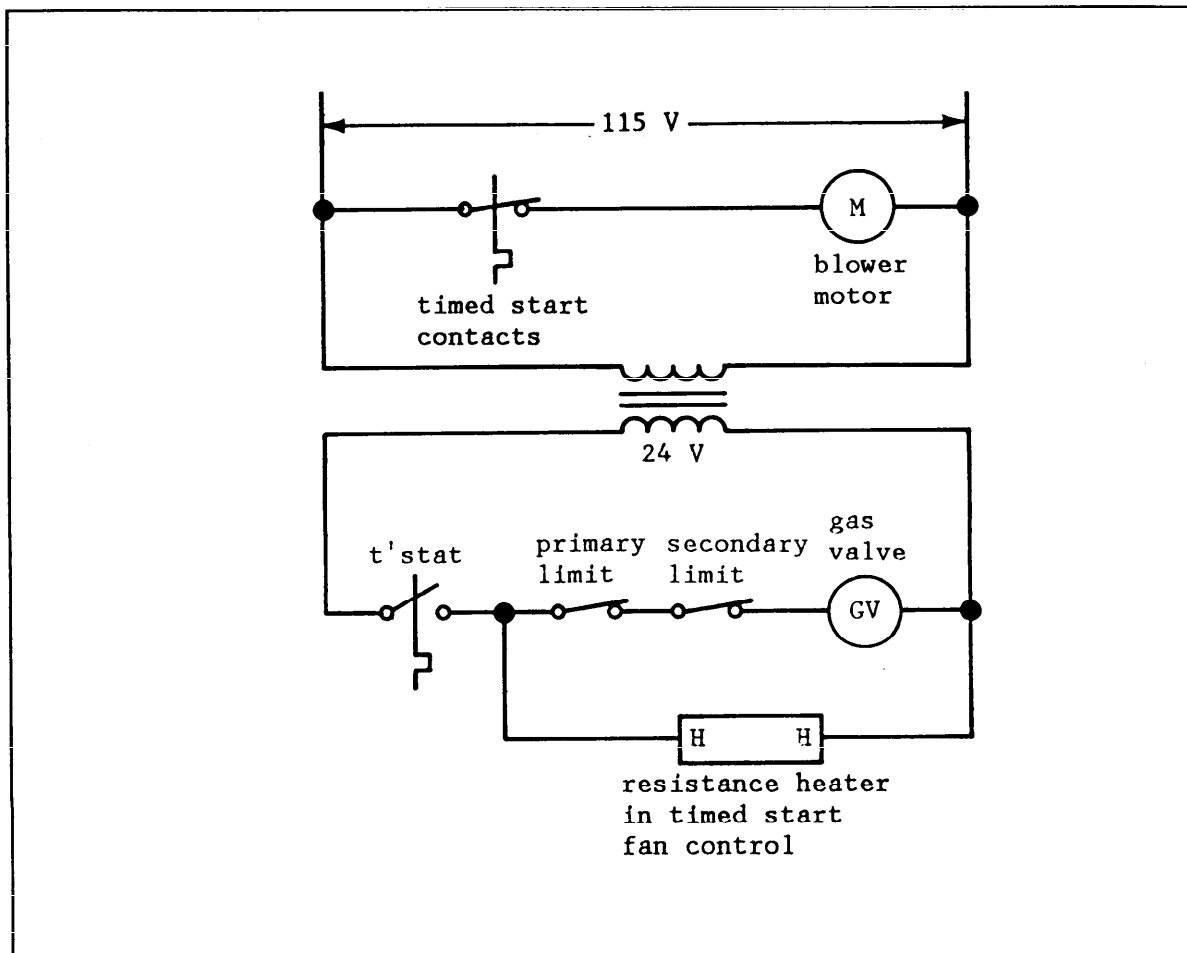 115 V
M
blower
motor
timed start
contacts
24 V
t'stat
primary
limit
secondary
limit
gas
valve
GV
H H
resistance heater
in timed start
fan control